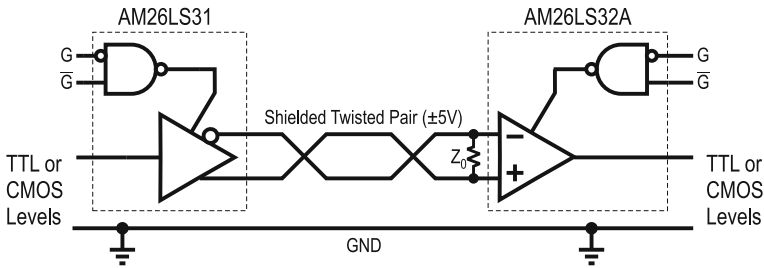 AM26LS31
AM26LS32A
G
G̅
G
G̅
Shielded Twisted Pair (±5V)
Z₀
−
+
TTL or
CMOS
Levels
TTL or
CMOS
Levels
GND